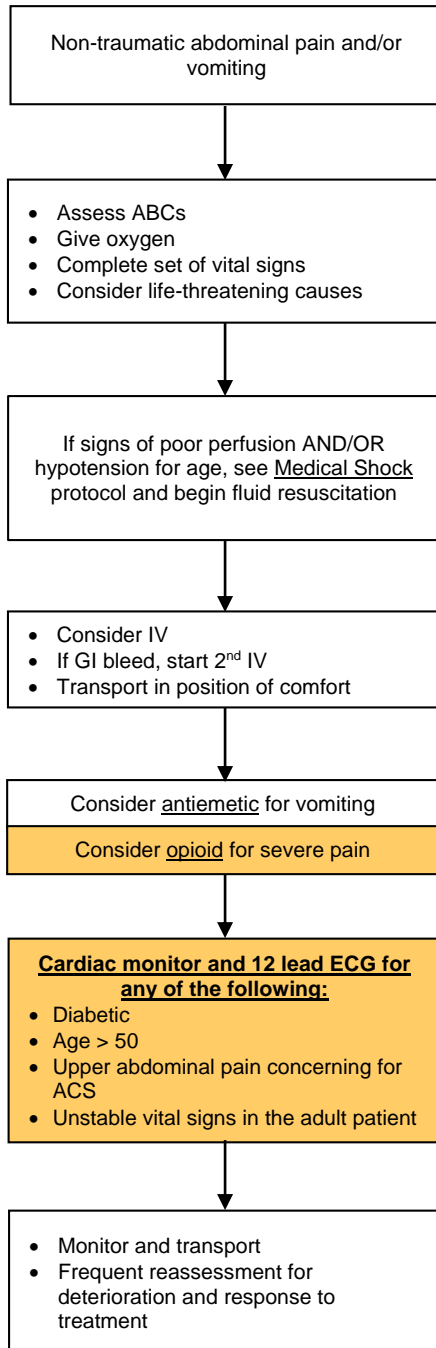 Non-traumatic abdominal pain and/or
vomiting
• Assess ABCs
• Give oxygen
• Complete set of vital signs
• Consider life-threatening causes
If signs of poor perfusion AND/OR
hypotension for age, see Medical Shock
protocol and begin fluid resuscitation
• Consider IV
• If GI bleed, start 2nd IV
• Transport in position of comfort
Consider antiemetic for vomiting
Consider opioid for severe pain
Cardiac monitor and 12 lead ECG for
any of the following:
• Diabetic
• Age > 50
• Upper abdominal pain concerning for
ACS
• Unstable vital signs in the adult patient
• Monitor and transport
• Frequent reassessment for
deterioration and response to
treatment